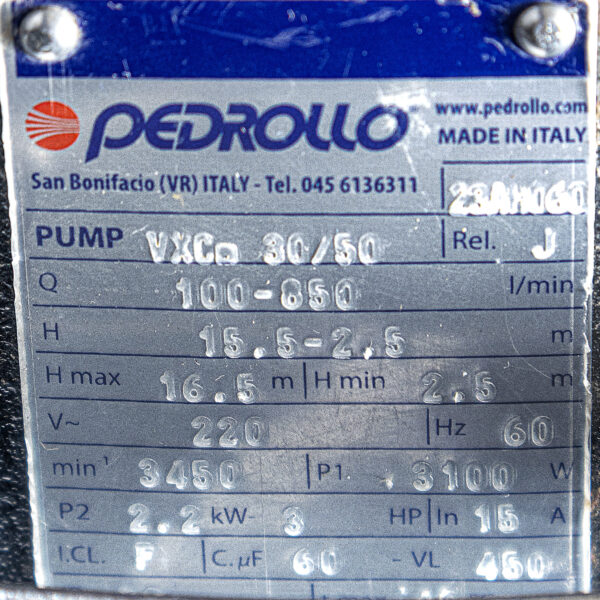 PEDROLLO www.pedrollo.com
MADE IN ITALY
San Bonifacio (VR) ITALY - Tel. 045 6136311
PUMP VXCm 30/50 Rel. J
Q 100-850 l/min
H 15.5-2.5 m
H max 16.5 m H min 2.5 m
V~ 220 Hz 60
min⁻¹ 3450 P1 3100 W
P2 2.2 kW- 3 HP In 15 A
I.CL. F C.µF 60 - VL 450